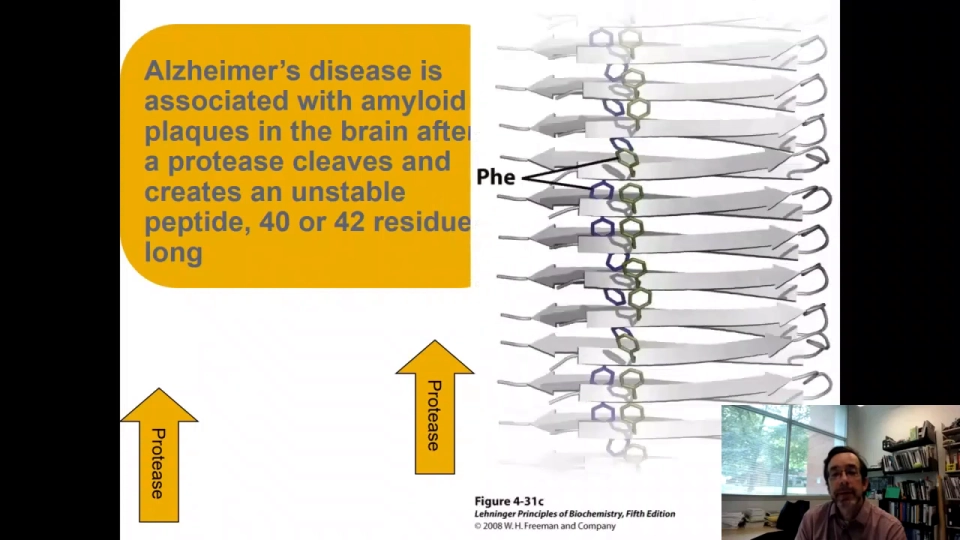 Alzheimer's disease is
associated with amyloid
plaques in the brain after
a protease cleaves and
creates an unstable
peptide, 40 or 42 residue
long
Phe
Protease
Protease
Figure 4-31c
Lehninger Principles of Biochemistry, Fifth Edition
© 2008 W. H. Freeman and Company